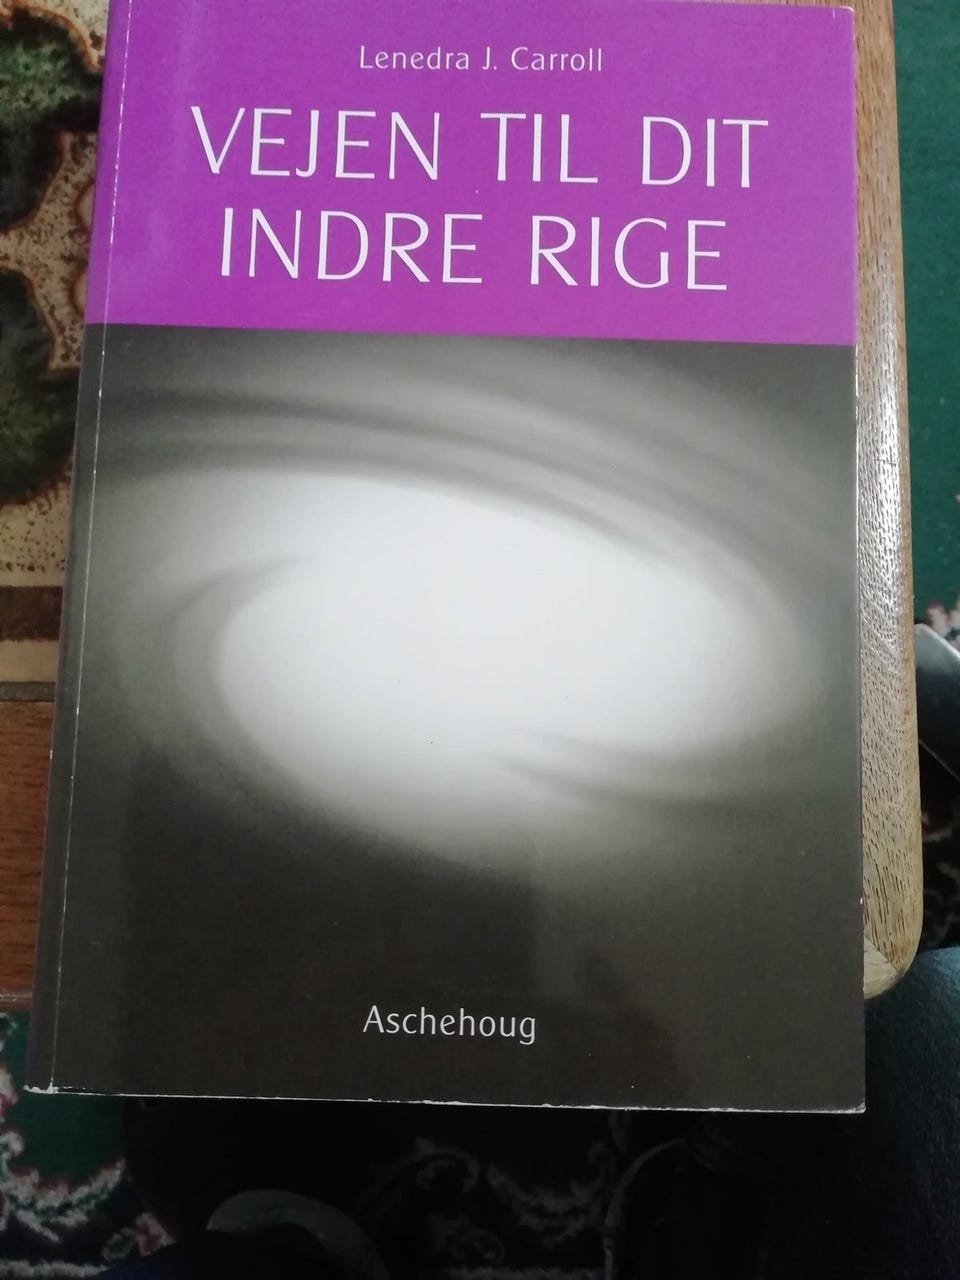 Lenedra J. Carroll
VEJEN TIL DIT
INDRE RIGE
Aschehoug